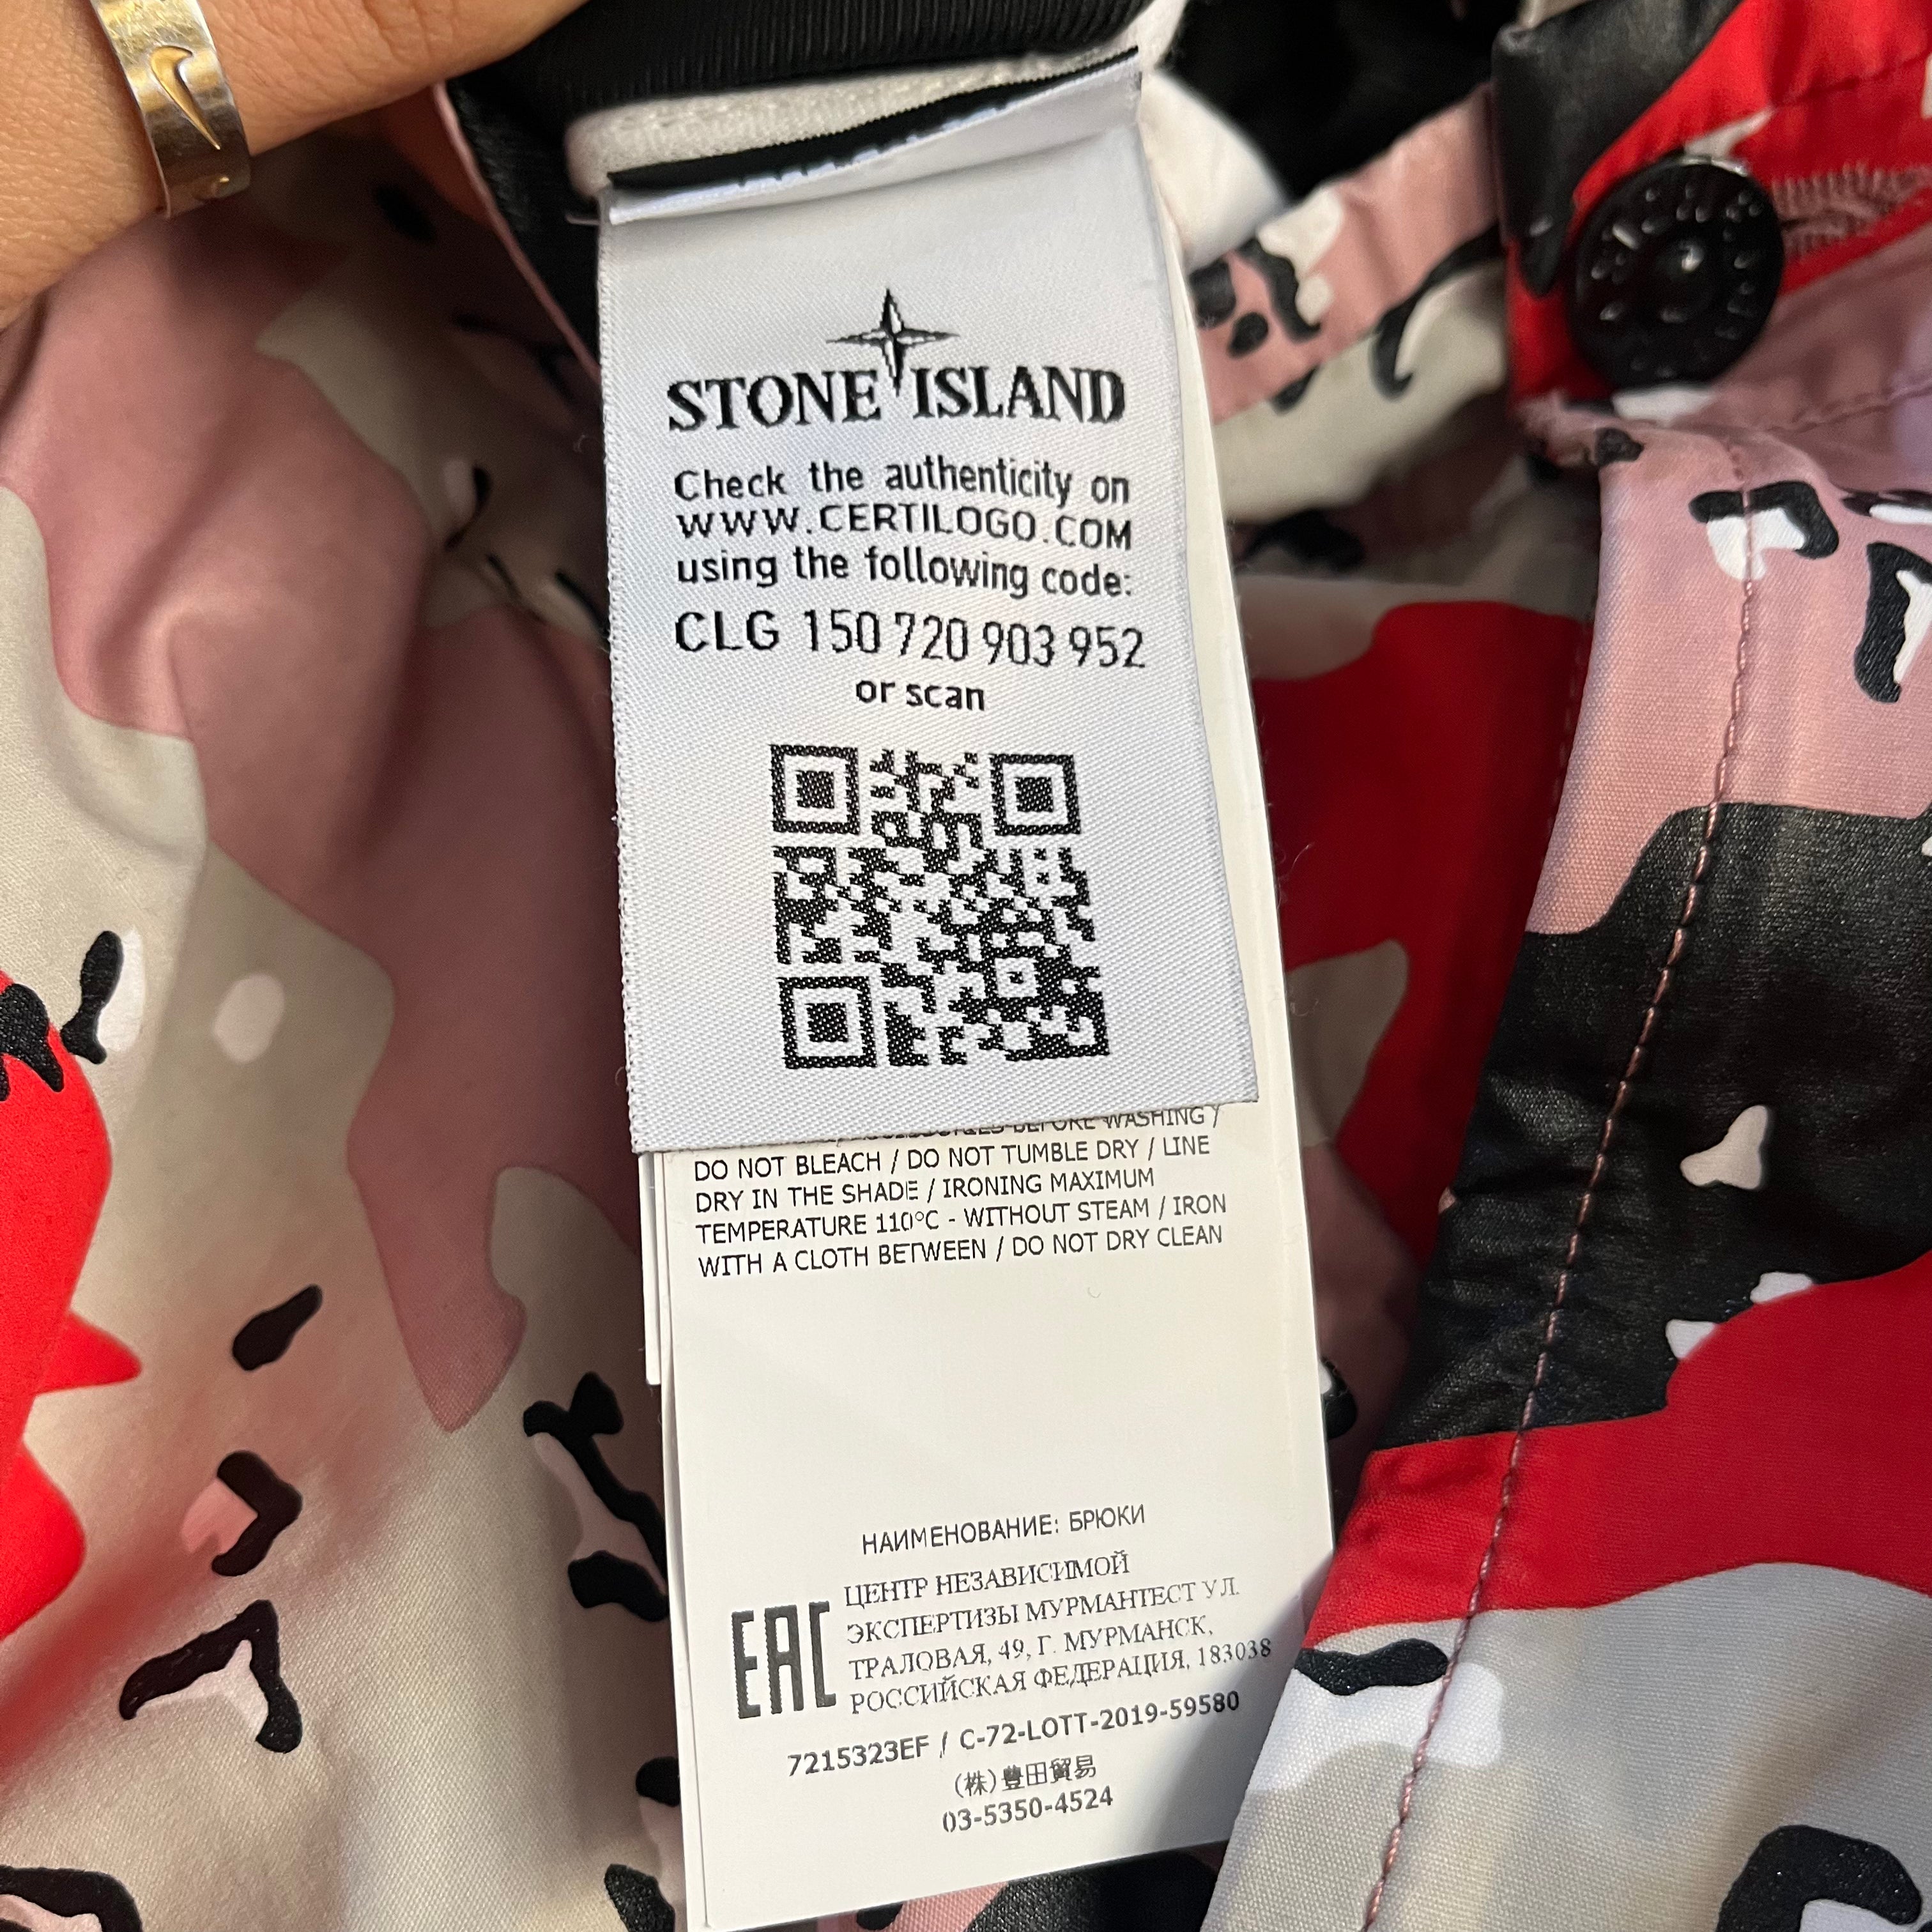 STONE ISLAND
Check the authenticity on
WWW.CERTILOGO.COM
using the following code:
CLG 150 720 903 952
or scan
BEFORE WASHING /
DO NOT BLEACH / DO NOT TUMBLE DRY / LINE
DRY IN THE SHADE / IRONING MAXIMUM
TEMPERATURE 110°C - WITHOUT STEAM / IRON
WITH A CLOTH BETWEEN / DO NOT DRY CLEAN
НАИМЕНОВАНИЕ: БРЮКИ
EAC
ЦЕНТР НЕЗАВИСИМОЙ
ЭКСПЕРТИЗЫ МУРМАНТЕСТ УЛ.
ТРАЛОВАЯ, 49, Г. МУРМАНСК,
РОССИЙСКАЯ ФЕДЕРАЦИЯ, 183038
7215323EF / C-72-LOTT-2019-59580
(株)豊田貿易
03-5350-4524